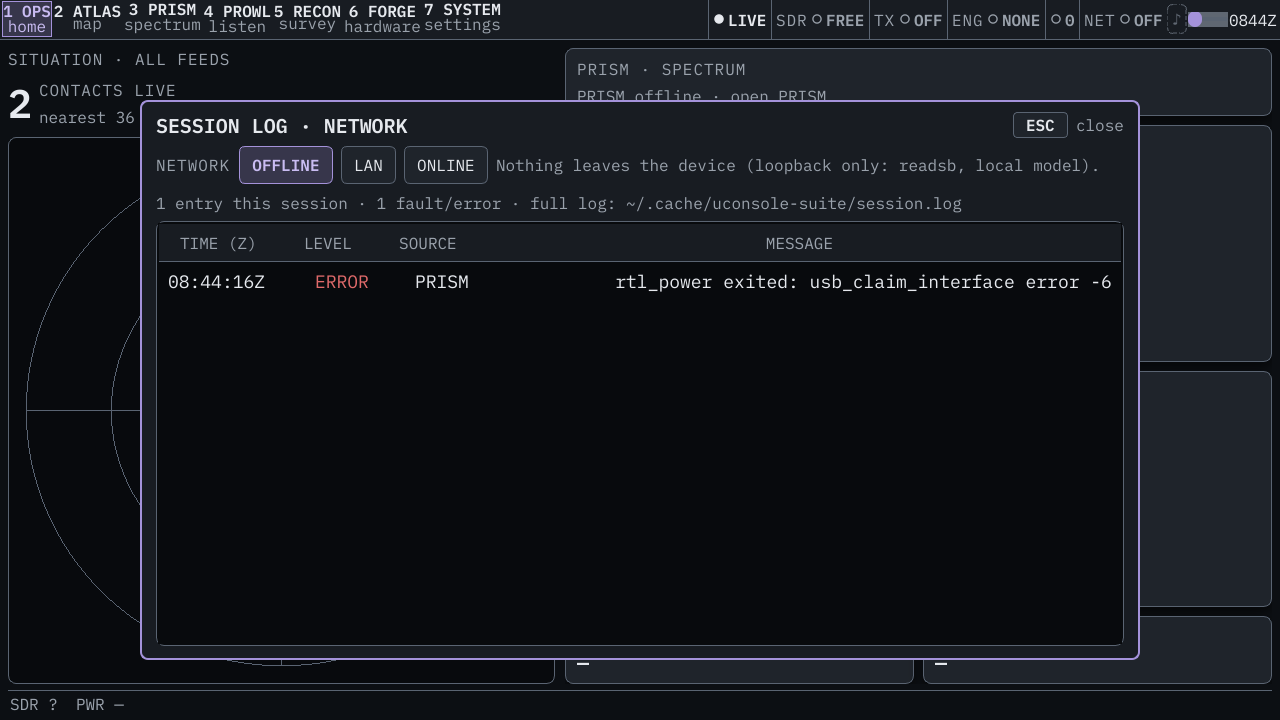 1 OPS 2 ATLAS 3 PRISM 4 PROWL 5 RECON 6 FORGE 7 SYSTEM
home map spectrum listen survey hardware settings
LIVE SDR FREE TX OFF ENG NONE 0 NET OFF ♪ 0844Z
SITUATION · ALL FEEDS
2 CONTACTS LIVE
nearest 36
PRISM · SPECTRUM
PRISM offline · open PRISM
SESSION LOG · NETWORK
ESC close
NETWORK OFFLINE LAN ONLINE Nothing leaves the device (loopback only: readsb, local model).
1 entry this session · 1 fault/error · full log: ~/.cache/uconsole-suite/session.log
TIME (Z) LEVEL SOURCE MESSAGE
08:44:16Z ERROR PRISM rtl_power exited: usb_claim_interface error -6
— —
SDR ? PWR —